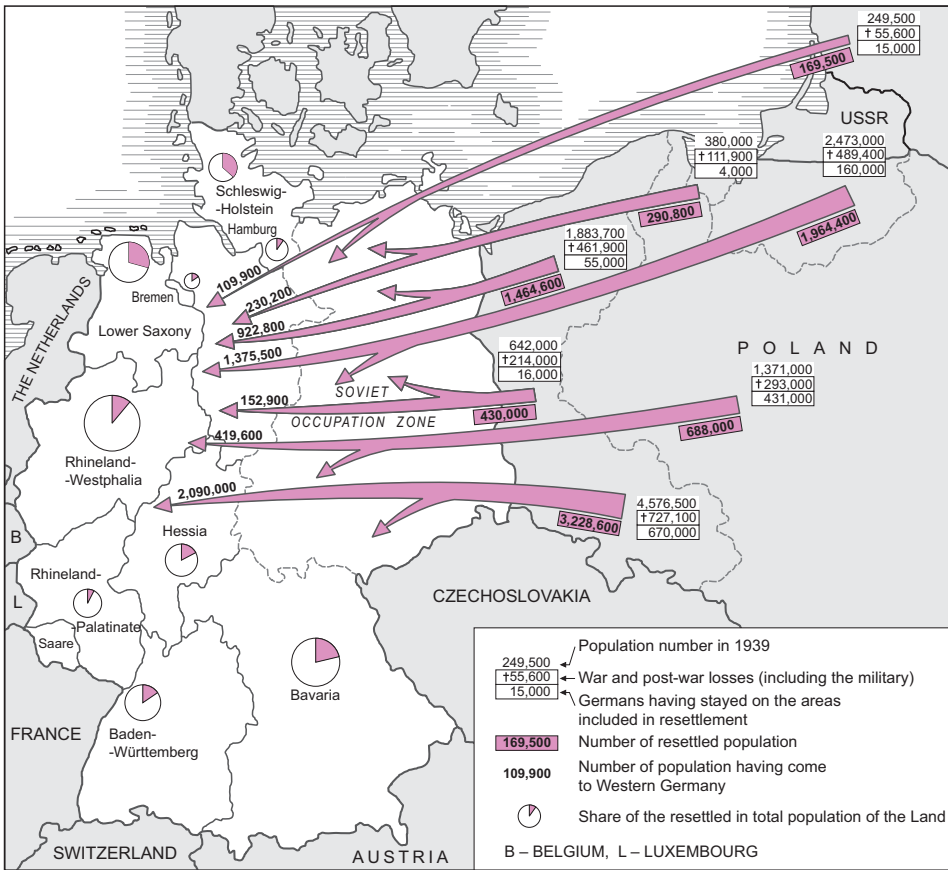 249,500
†55,600
15,000
169,500
USSR
380,000
†111,900
4,000
2,473,000
†489,400
160,000
Schleswig-
-Holstein
Hamburg
290,800
1,964,400
1,883,700
†461,900
55,000
109,900
Bremen
230,200
1.464,600
Lower Saxony
922,800
THE NETHERLANDS
1,375,500
642,000
†214,000
16,000
POLAND
1,371,000
†293,000
431,000
SOVIET
OCCUPATION ZONE
152,900
430,000
688,000
419,600
Rhineland-
-Westphalia
2,090,000
3,228,600
4,576,500
†727,100
670,000
B
Hessia
Rhineland-
-Palatinate
L
CZECHOSLOVAKIA
Saare
Bavaria
FRANCE
Baden-
-Württemberg
SWITZERLAND
AUSTRIA
249,500
†55,600
15,000
Population number in 1939
War and post-war losses (including the military)
Germans having stayed on the areas
included in resettlement
169,500 Number of resettled population
109,900 Number of population having come
to Western Germany
Share of the resettled in total population of the Land
B – BELGIUM, L – LUXEMBOURG